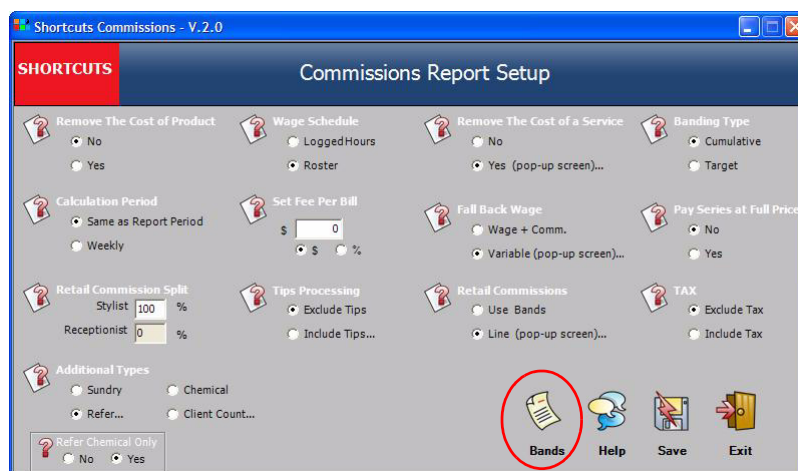 Shortcuts Commissions - V.2.0
SHORTCUTS
Commissions Report Setup
Remove The Cost of Product
No
Yes
Wage Schedule
LoggedHours
Roster
Remove The Cost of a Service
No
Yes (pop-up screen)...
Banding Type
Cumulative
Target
Calculation Period
Same as Report Period
Weekly
Set Fee Per Bill
$ 0
$ %
Fall Back Wage
Wage + Comm.
Variable (pop-up screen)...
Pay Series at Full Price
No
Yes
Retail Commission Split
Stylist 100 %
Receptionist 0 %
Tips Processing
Exclude Tips
Include Tips...
Retail Commissions
Use Bands
Line (pop-up screen)...
TAX
Exclude Tax
Include Tax
Additional Types
Sundry Chemical
Refer... Client Count...
Refer Chemical Only
No Yes
Bands Help Save Exit